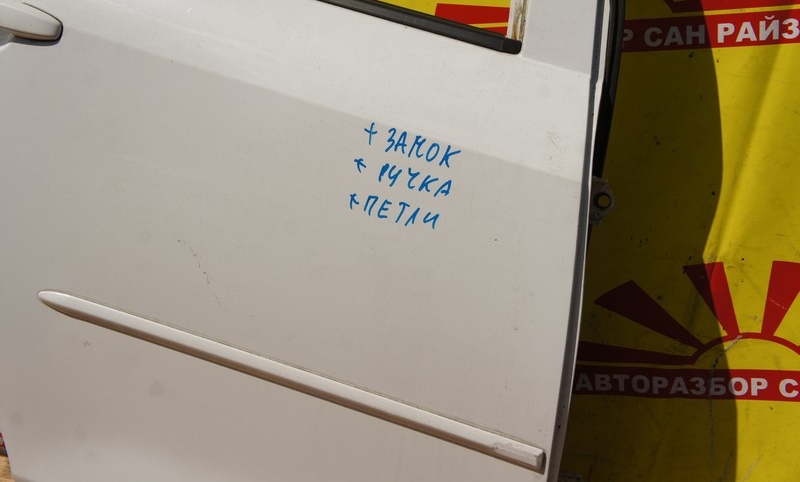 Р САН РАЙЗ
+ ЗАМОК
+ РУЧКА
+ ПЕТЛИ
АВТОРАЗБОР С